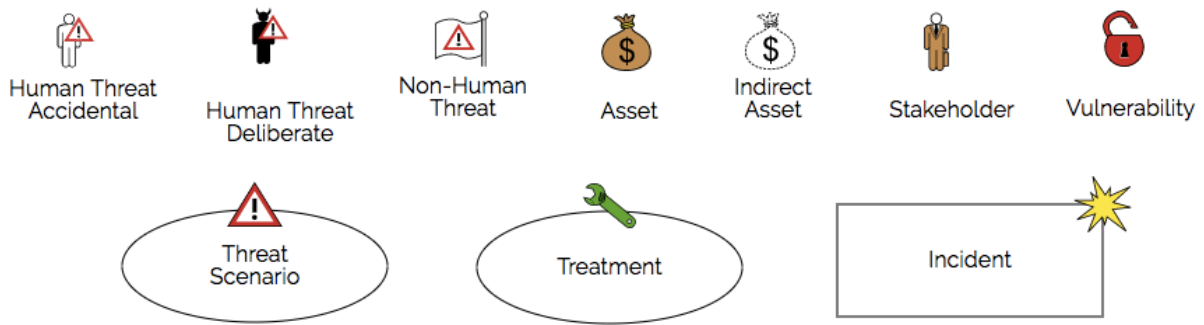 Human Threat
Accidental
Human Threat
Deliberate
Non-Human
Threat
$
Asset
$
Indirect
Asset
Stakeholder
Vulnerability
Threat
Scenario
Treatment
Incident